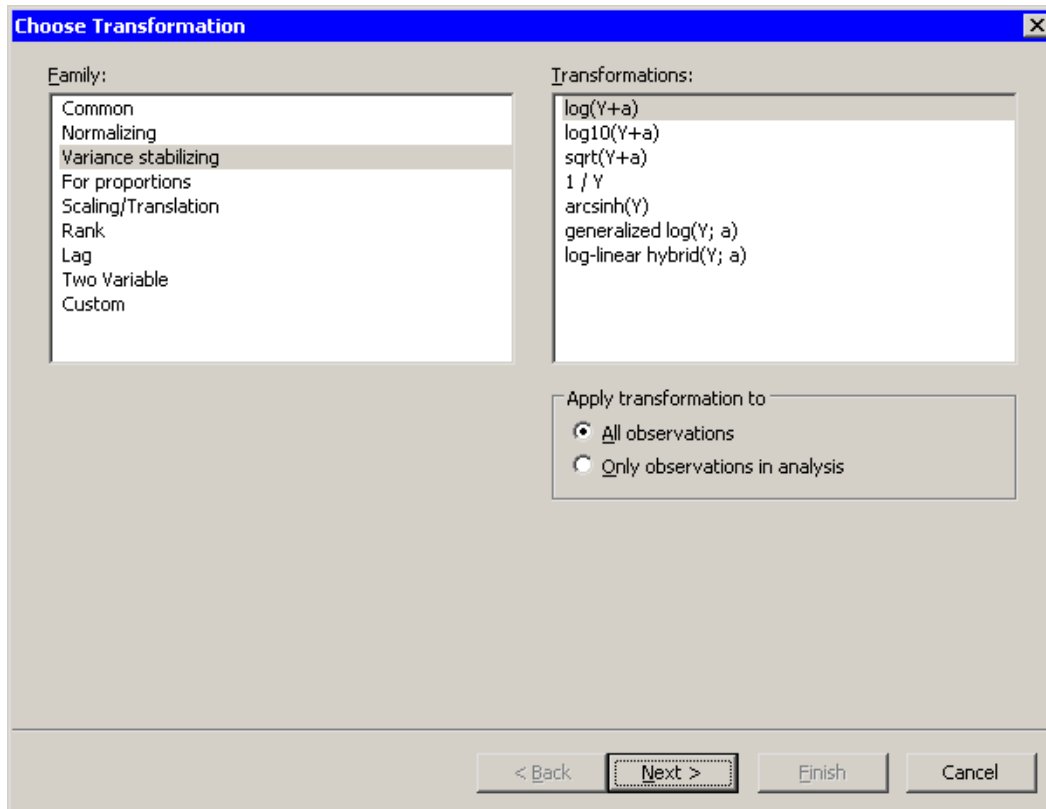 Choose Transformation
Family:
Common
Normalizing
Variance stabilizing
For proportions
Scaling/Translation
Rank
Lag
Two Variable
Custom
Transformations:
log(Y+a)
log10(Y+a)
sqrt(Y+a)
1 / Y
arcsinh(Y)
generalized log(Y; a)
log-linear hybrid(Y; a)
Apply transformation to
All observations
Only observations in analysis
< Back
Next >
Finish
Cancel